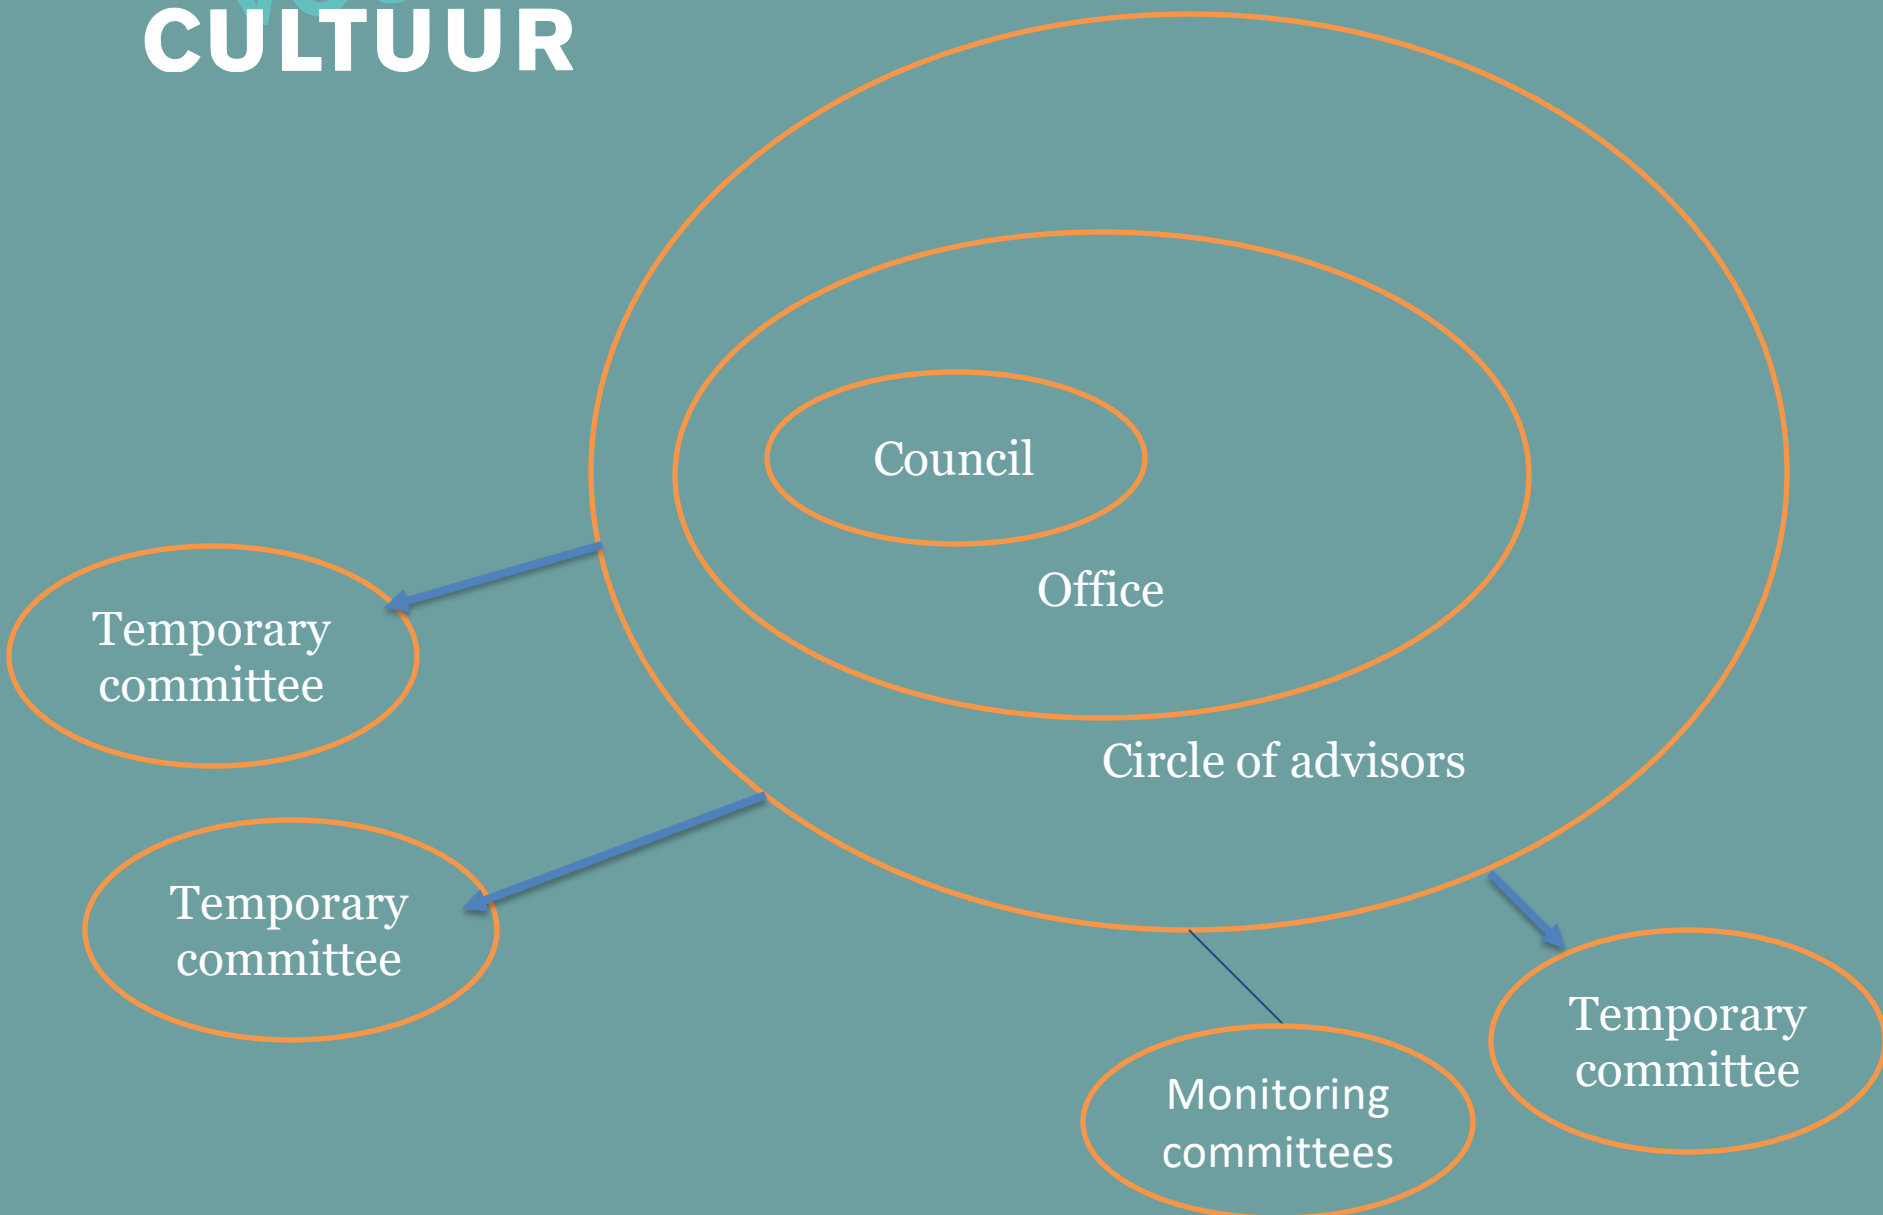 CULTUUR
Council
Office
Temporary
committee
Circle of advisors
Temporary
committee
Temporary
committee
Monitoring
committees